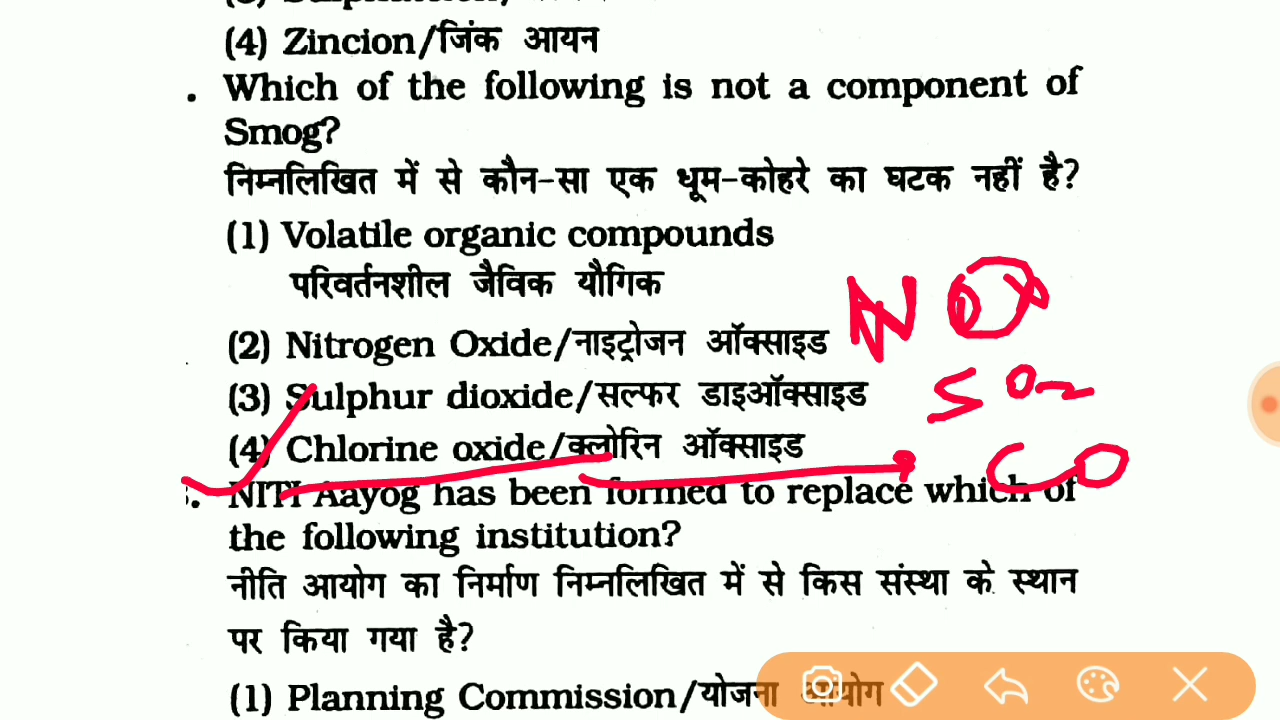 (4) Zincion/जिंक आयन
. Which of the following is not a component of
Smog?
निम्नलिखित में से कौन-सा एक धूम-कोहरे का घटक नहीं है?
(1) Volatile organic compounds
परिवर्तनशील जैविक यौगिक
(2) Nitrogen Oxide/नाइट्रोजन ऑक्साइड
NOx
(3) Sulphur dioxide/सल्फर डाइऑक्साइड
SO2
(4) Chlorine oxide/क्लोरिन ऑक्साइड
CO
. NITI Aayog has been formed to replace which of
the following institution?
नीति आयोग का निर्माण निम्नलिखित में से किस संस्था के स्थान
पर किया गया है?
(1) Planning Commission/योजना आयोग